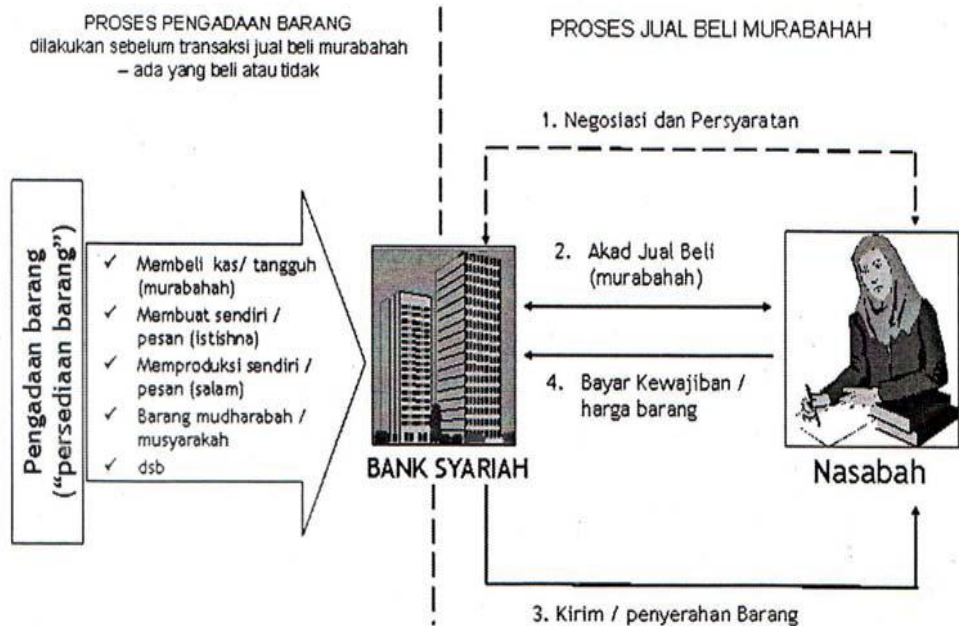 PROSES PENGADAAN BARANG
dilakukan sebelum transaksi jual beli murabahah
– ada yang beli atau tidak
PROSES JUAL BELI MURABAHAH
Pengadaan barang
(“persediaan barang”)
✓ Membeli kas/ tangguh
(murabahah)
✓ Membuat sendiri /
pesan (istishna)
✓ Memproduksi sendiri /
pesan (salam)
✓ Barang mudharabah /
musyarakah
✓ dsb
BANK SYARIAH
1. Negosiasi dan Persyaratan
2. Akad Jual Beli
(murabahah)
4. Bayar Kewajiban /
harga barang
Nasabah
3. Kirim / penyerahan Barang